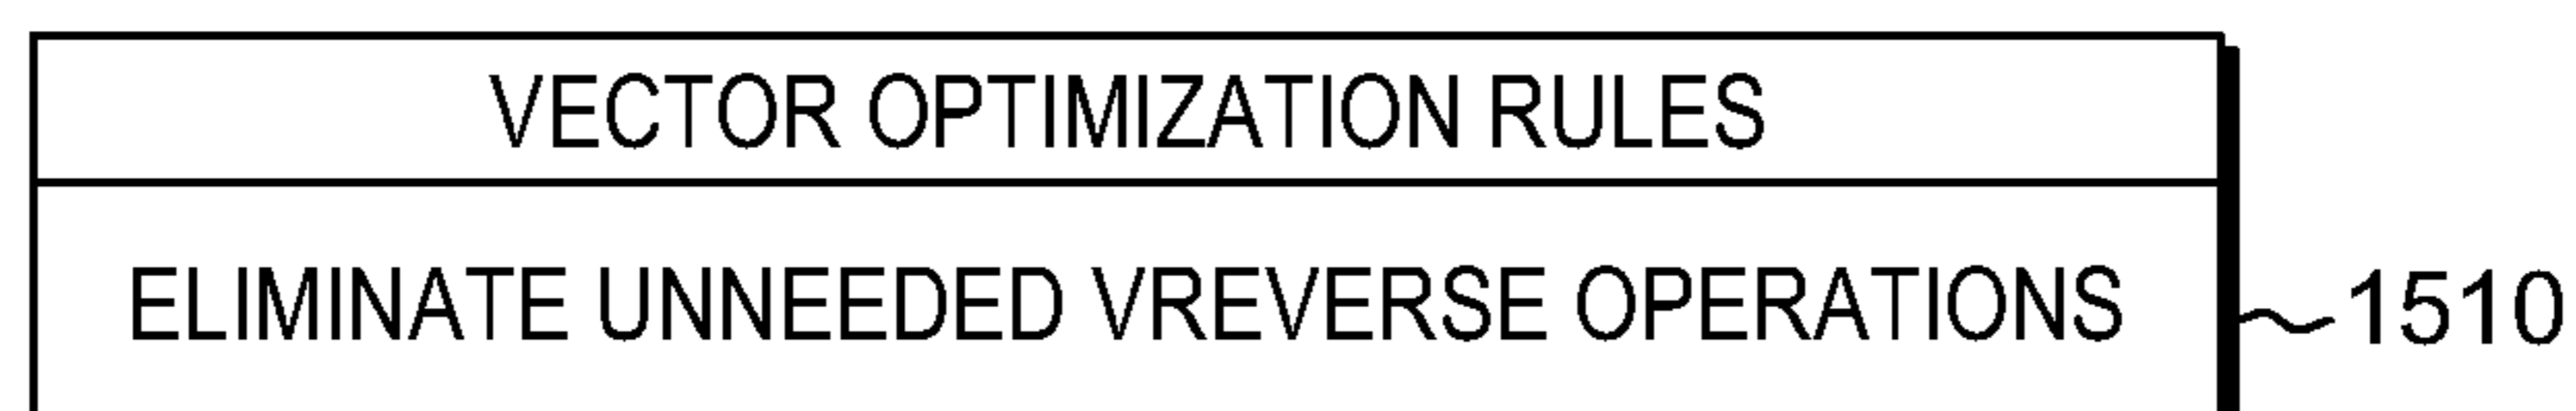 VECTOR OPTIMIZATION RULES
ELIMINATE UNNEEDED VREVERSE OPERATIONS
1510